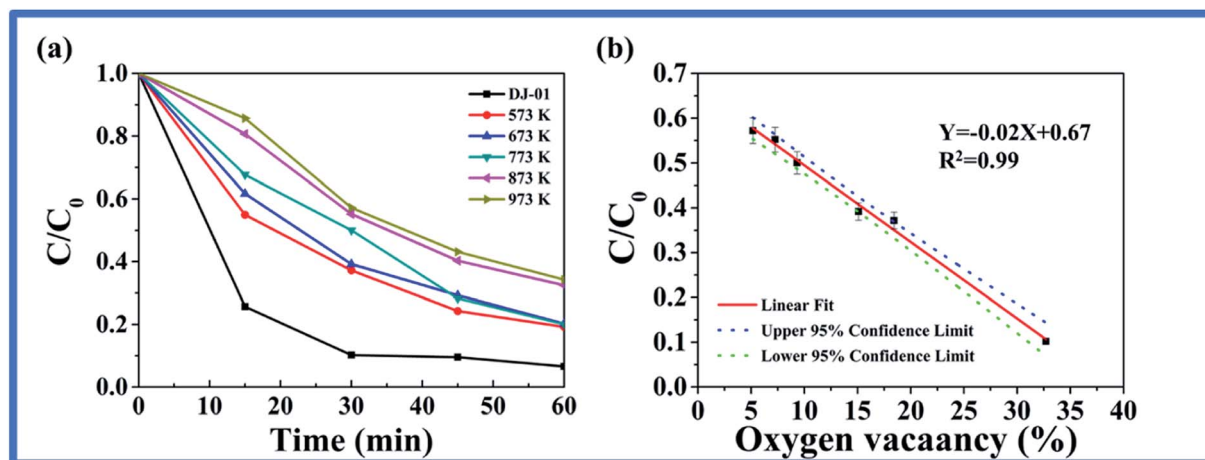 (a)
1.0
0.8
0.6
0.4
0.2
0.0
C/C0
0
10
20
30
40
50
60
Time (min)
DJ-01
573 K
673 K
773 K
873 K
973 K
(b)
0.7
0.6
0.5
0.4
0.3
0.2
0.1
0.0
C/C0
0
5
10
15
20
25
30
35
40
Oxygen vacaancy (%)
Y=-0.02X+0.67
R²=0.99
Linear Fit
Upper 95% Confidence Limit
Lower 95% Confidence Limit